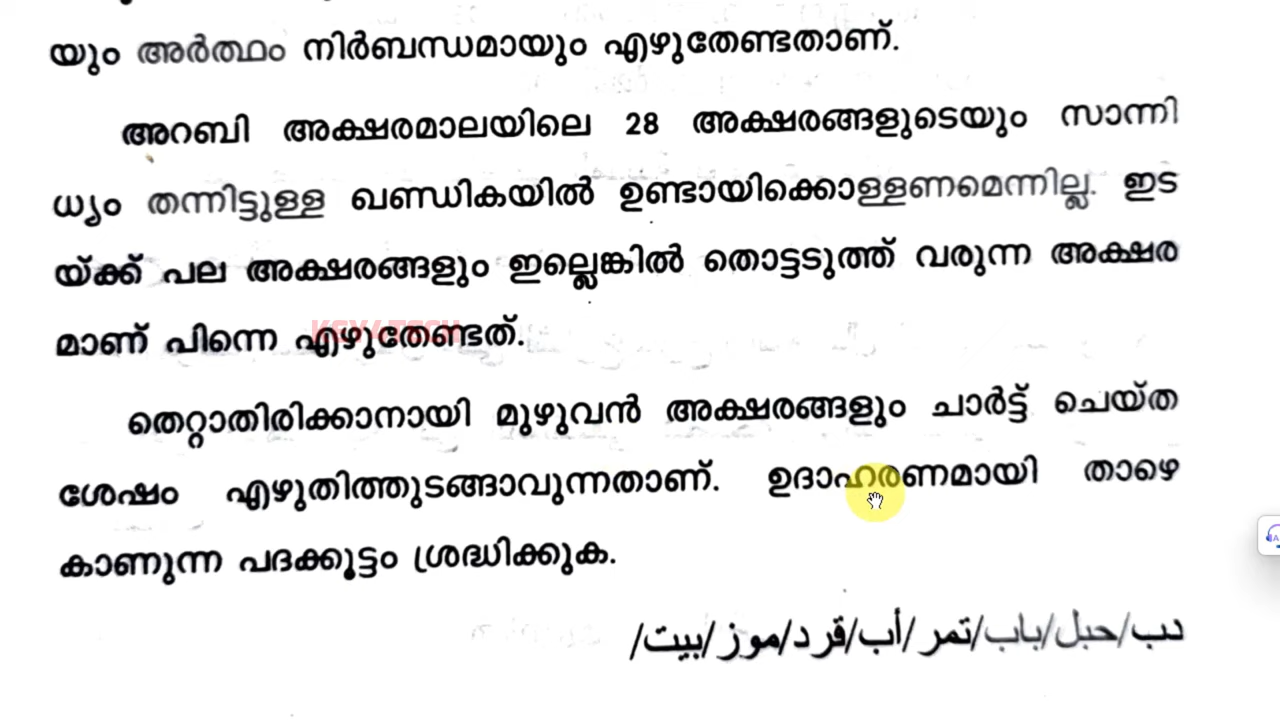 യും അർത്ഥം നിർബന്ധമായും എഴുതേണ്ടതാണ്.
അറബി അക്ഷരമാലയിലെ 28 അക്ഷരങ്ങളുടെയും സാന്നി
ധ്യം തന്നിട്ടുള്ള ഖണ്ഡികയിൽ ഉണ്ടായിക്കൊള്ളണമെന്നില്ല. ഇട
യ്ക്ക് പല അക്ഷരങ്ങളും ഇല്ലെങ്കിൽ തൊട്ടടുത്ത് വരുന്ന അക്ഷര
മാണ് പിന്നെ എഴുതേണ്ടത്.
KEY4TECH
തെറ്റാതിരിക്കാനായി മുഴുവൻ അക്ഷരങ്ങളും ചാർട്ട് ചെയ്ത
ശേഷം എഴുതിത്തുടങ്ങാവുന്നതാണ്. ഉദാഹരണമായി താഴെ
കാണുന്ന പദക്കൂട്ടം ശ്രദ്ധിക്കുക.
دب/حبل/باب/تمر/أب/قرد/موز/بيت/